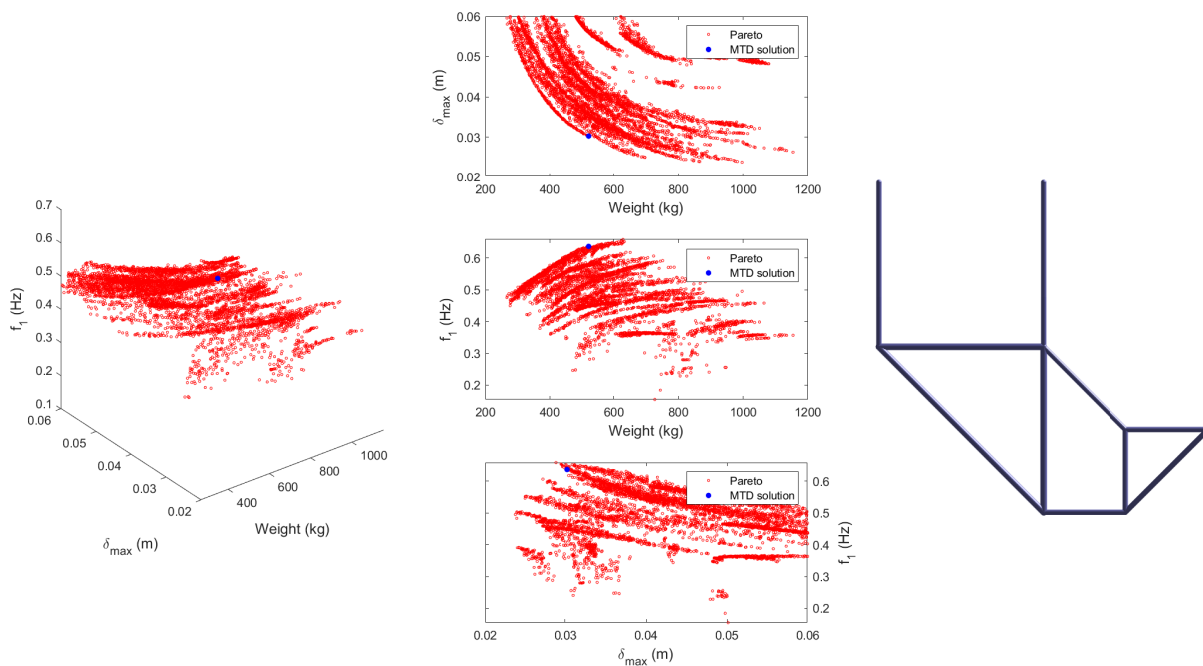 0.7
0.6
0.5
0.4
0.3
0.2
0.1
f1 (Hz)
0.06
0.05
0.04
0.03
0.02
δmax (m)
400
600
800
1000
Weight (kg)
0.06
0.05
0.04
0.03
0.02
δmax (m)
200 400 600 800 1000 1200
Weight (kg)
Pareto
MTD solution
0.6
0.5
0.4
0.3
0.2
f1 (Hz)
200 400 600 800 1000 1200
Weight (kg)
Pareto
MTD solution
0.6
0.5
0.4
0.3
0.2
f1 (Hz)
0.02 0.03 0.04 0.05 0.06
δmax (m)
Pareto
MTD solution